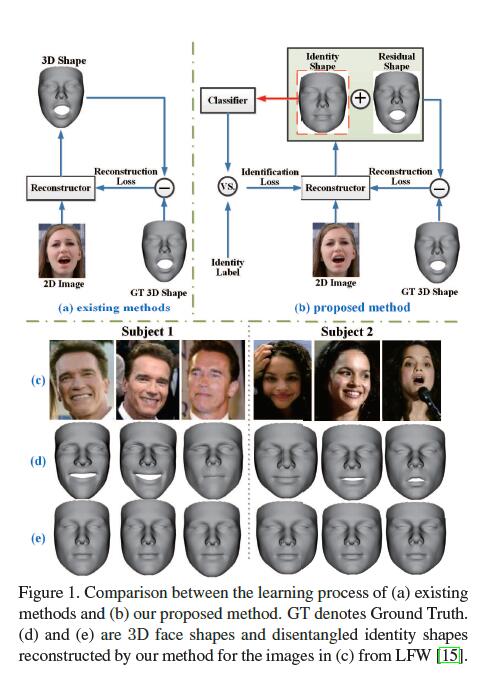 3D Shape
Reconstructor
Reconstruction
Loss
2D Image
GT 3D Shape
(a) existing methods
Identity
Shape
Residual
Shape
Classifier
VS.
Identification
Loss
Reconstructor
Reconstruction
Loss
Identity
Label
2D Image
GT 3D Shape
(b) proposed method
Subject 1
Subject 2
(c)
(d)
(e)
Figure 1. Comparison between the learning process of (a) existing
methods and (b) our proposed method. GT denotes Ground Truth.
(d) and (e) are 3D face shapes and disentangled identity shapes
reconstructed by our method for the images in (c) from LFW [15].